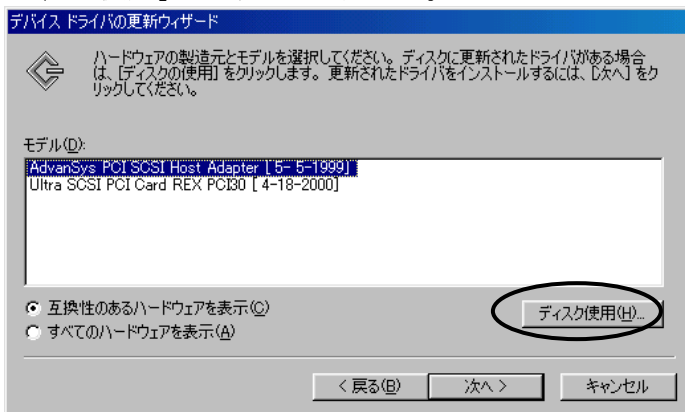 デバイス ドライバの更新ウィザード
ハードウェアの製造元とモデルを選択してください。ディスクに更新されたドライバがある場合
は、[ディスクの使用] をクリックします。更新されたドライバをインストールするには、[次へ] をク
リックしてください。
モデル(D):
AdvanSys PCI SCSI Host Adapter [ 5- 5-1999]
Ultra SCSI PCI Card REX PCI30 [ 4-18-2000]
互換性のあるハードウェアを表示(C)
すべてのハードウェアを表示(A)
ディスク使用(H)...
< 戻る(B)
次へ >
キャンセル